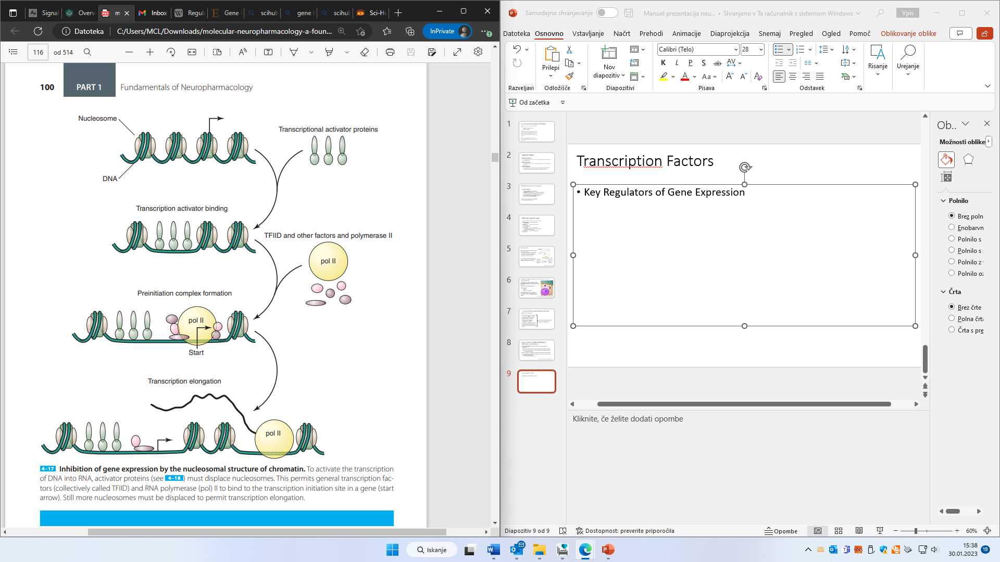 Signal
Overv
m
Inbox
Regula
Gene
scihub
gene
scihub
Sci-Hu
Datoteka
C:/Users/MCL/Downloads/molecular-neuropharmacology-a-foun...
InPrivate
116
od 514
100
PART 1
Fundamentals of Neuropharmacology
Nucleosome
Transcriptional activator proteins
DNA
Transcription activator binding
TFIID and other factors and polymerase II
pol II
Preinitiation complex formation
pol II
Start
Transcription elongation
pol II
4–17 Inhibition of gene expression by the nucleosomal structure of chromatin. To activate the transcription
of DNA into RNA, activator proteins (see 4–18) must displace nucleosomes. This permits general transcription fac-
tors (collectively called TFIID) and RNA polymerase (pol) II to bind to the transcription initiation site in a gene (start
arrow). Still more nucleosomes must be displaced to permit transcription elongation.
Samodejno shranjevanje
Manuel prezentacija neu... • Shranjeno v Ta računalnik s sistemom Windows
Vpis
Datoteka Osnovno Vstavljanje Načrt Prehodi Animacije Diaprojekcija Snemaj Pregled Ogled Pomoč Oblikovanje oblike
Prilepi
Nov
diapozitiv
Calibri (Telo)
28
K L P S ab AV
A A Aa A A A
Risanje
Urejanje
Razveljavi Odložišče Diapozitivi Pisava Odstavek
Od začetka
1
2
3
4
5
6
7
8
9
Transcription Factors
• Key Regulators of Gene Expression
Kliknite, če želite dodati opombe
Ob..
Možnosti oblike
Polnilo
Brez poln
Enobarvn
Polnilo s
Polnilo s
Polnilo z
Polnilo oz
Črta
Brez črte
Polna črta
Črta s pre
Diapozitiv 9 od 9
Dostopnost: preverite priporočila
Opombe
60%
Iskanje
15:38
30.01.2023
19